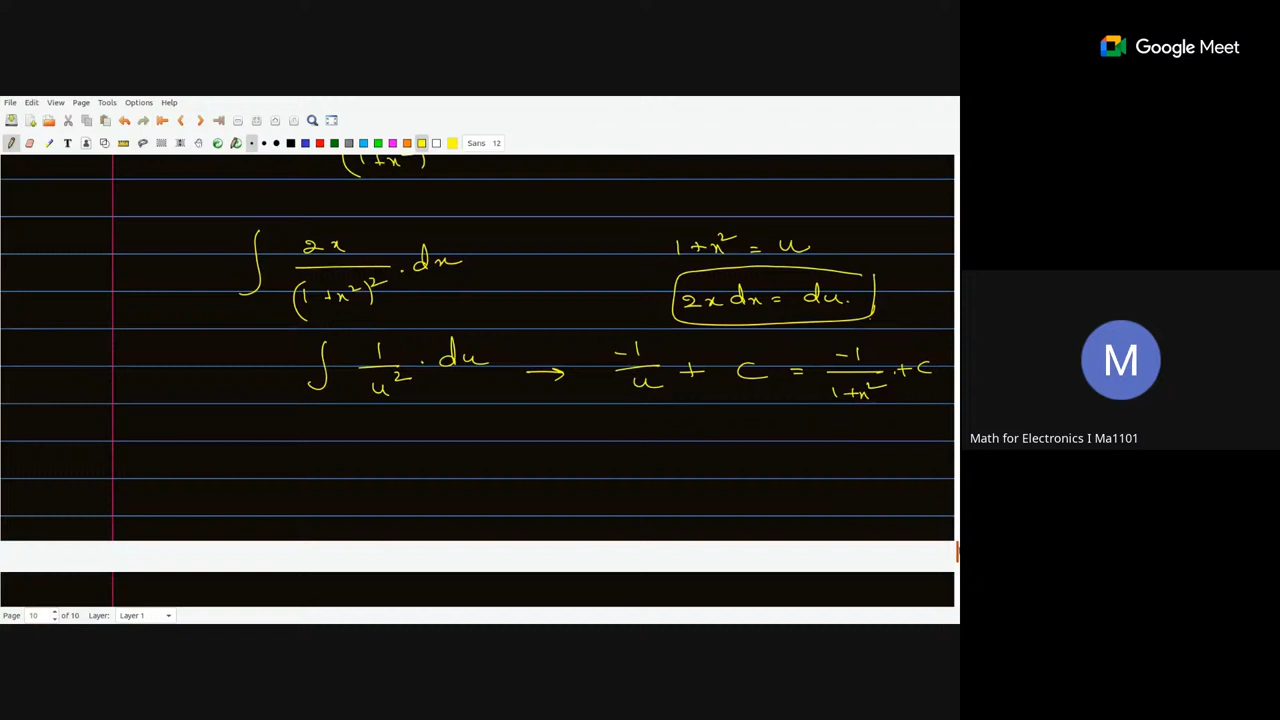 Google Meet
File Edit View Page Tools Options Help
Sans 12
(1+x²)
∫ 2x/(1+x²)² . dx
1+x² = u
2x dx = du.
∫ 1/u² . du → -1/u + C = -1/1+x² + C
Page 10 of 10 Layer: Layer 1
M
Math for Electronics I Ma1101